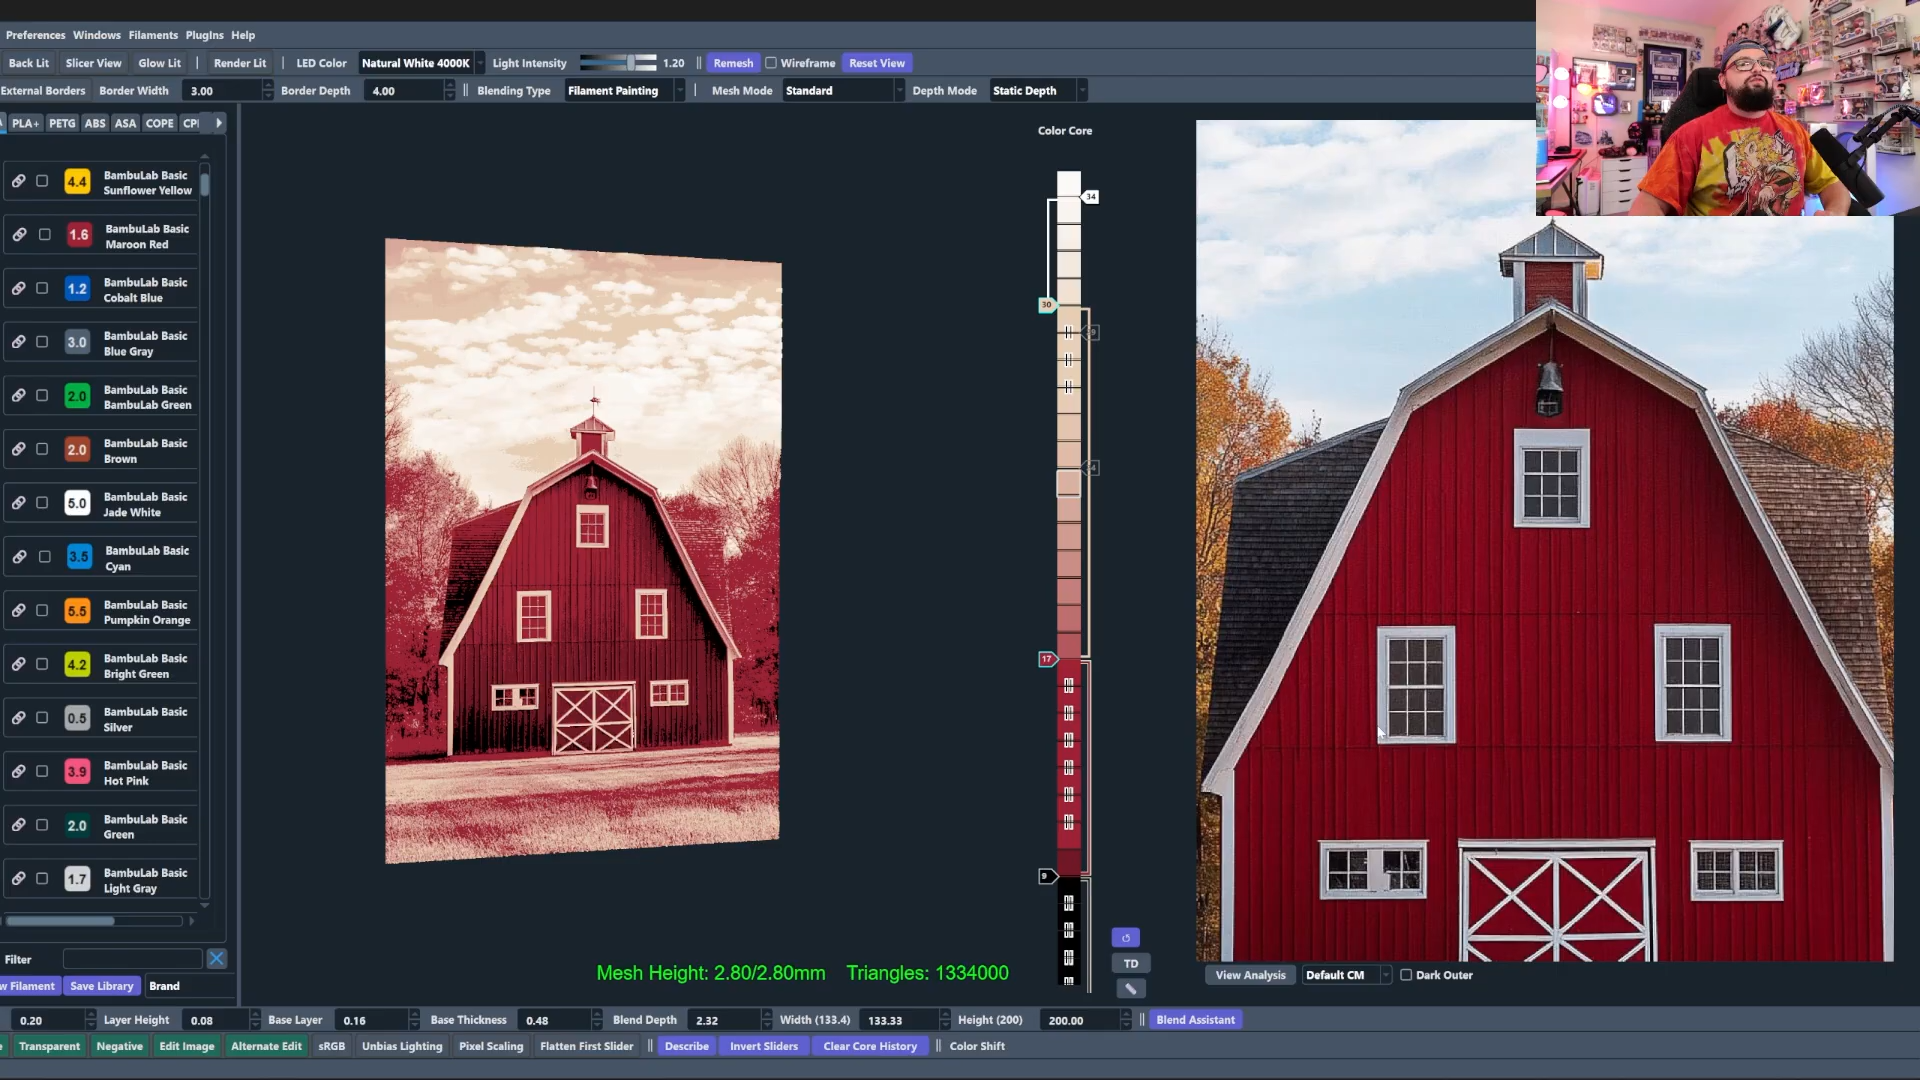 Preferences Windows Filaments PlugIns Help
Back Lit Slicer View Glow Lit | Render Lit | LED Color Natural White 4000K Light Intensity 1.20 || Remesh Wireframe Reset View
External Borders Border Width 3.00 Border Depth 4.00 || Blending Type Filament Painting | Mesh Mode Standard Depth Mode Static Depth
PLA+ PETG ABS ASA COPE
Color Core
4.4 BambuLab Basic
Sunflower Yellow
1.6 BambuLab Basic
Maroon Red
1.2 BambuLab Basic
Cobalt Blue
3.0 BambuLab Basic
Blue Gray
2.0 BambuLab Basic
BambuLab Green
2.0 BambuLab Basic
Brown
5.0 BambuLab Basic
Jade White
3.5 BambuLab Basic
Cyan
5.5 BambuLab Basic
Pumpkin Orange
4.2 BambuLab Basic
Bright Green
0.5 BambuLab Basic
Silver
3.9 BambuLab Basic
Hot Pink
2.0 BambuLab Basic
Green
1.7 BambuLab Basic
Light Gray
34
30
17
9
TD
Filter
Filament Save Library Brand
Mesh Height: 2.80/2.80mm Triangles: 1334000
View Analysis Default CM Dark Outer
0.20 Layer Height 0.08 Base Layer 0.16 Base Thickness 0.48 Blend Depth 2.32 Width (133.4) 133.33 Height (200) 200.00 || Blend Assistant
Transparent Negative Edit Image Alternate Edit sRGB Unbias Lighting Pixel Scaling Flatten First Slider || Describe Invert Sliders Clear Core History || Color Shift